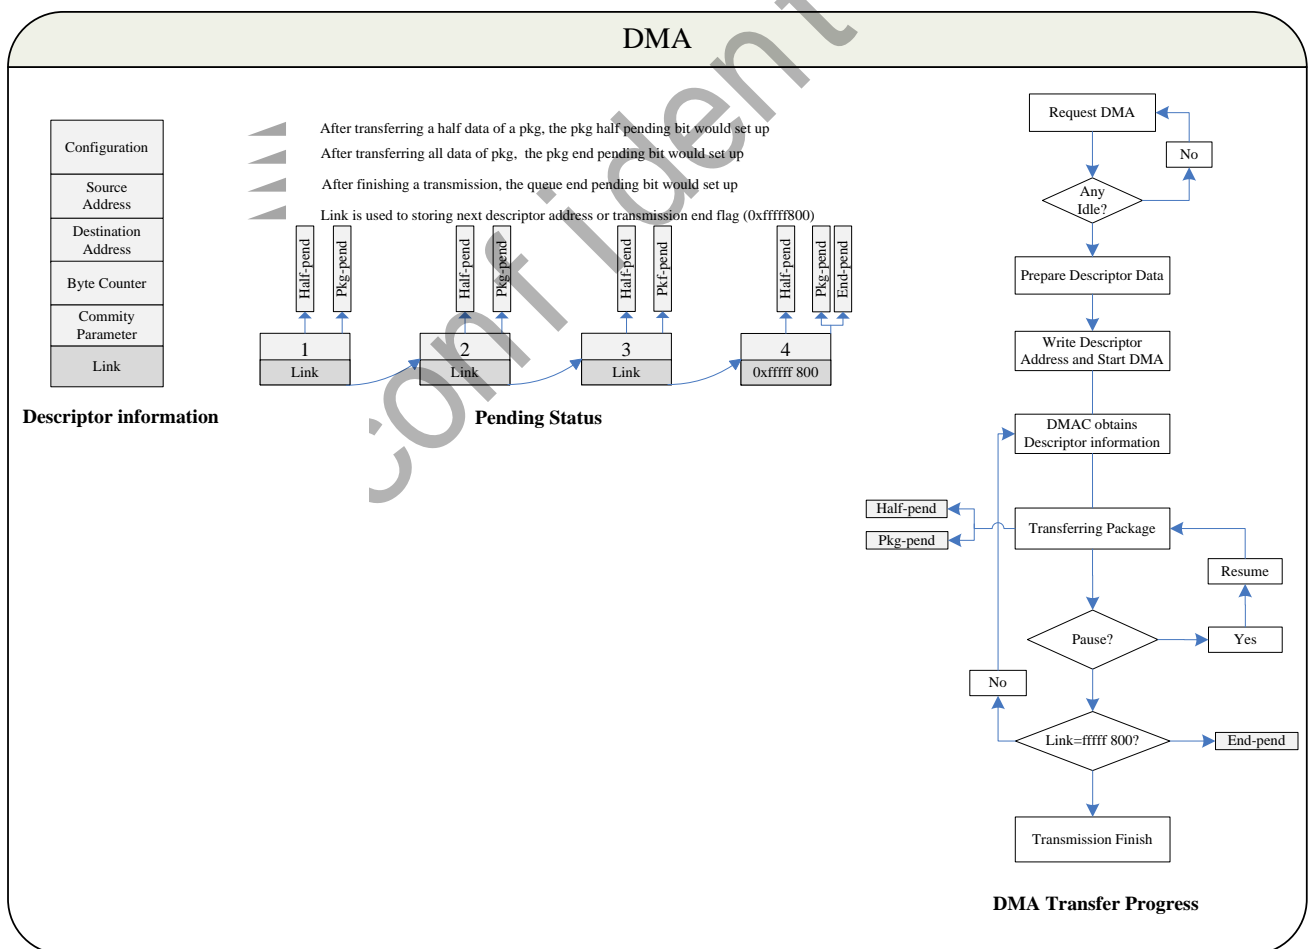 DMA
Configuration
Source
Address
Destination
Address
Byte Counter
Commity
Parameter
Link
Descriptor information
After transferring a half data of a pkg, the pkg half pending bit would set up
After transferring all data of pkg, the pkg end pending bit would set up
After finishing a transmission, the queue end pending bit would set up
Link is used to storing next descriptor address or transmission end flag (0xfffff800)
Half-pend
Pkg-pend
Half-pend
Pkg-pend
Half-pend
Pkf-pend
Half-pend
Pkg-pend
End-pend
1
Link
2
Link
3
Link
4
0xfffff 800
Pending Status
Request DMA
No
Any
Idle?
Prepare Descriptor Data
Write Descriptor
Address and Start DMA
DMAC obtains
Descriptor information
Half-pend
Pkg-pend
Transferring Package
Resume
Pause?
Yes
No
Link=fffff 800?
End-pend
Transmission Finish
DMA Transfer Progress
confident